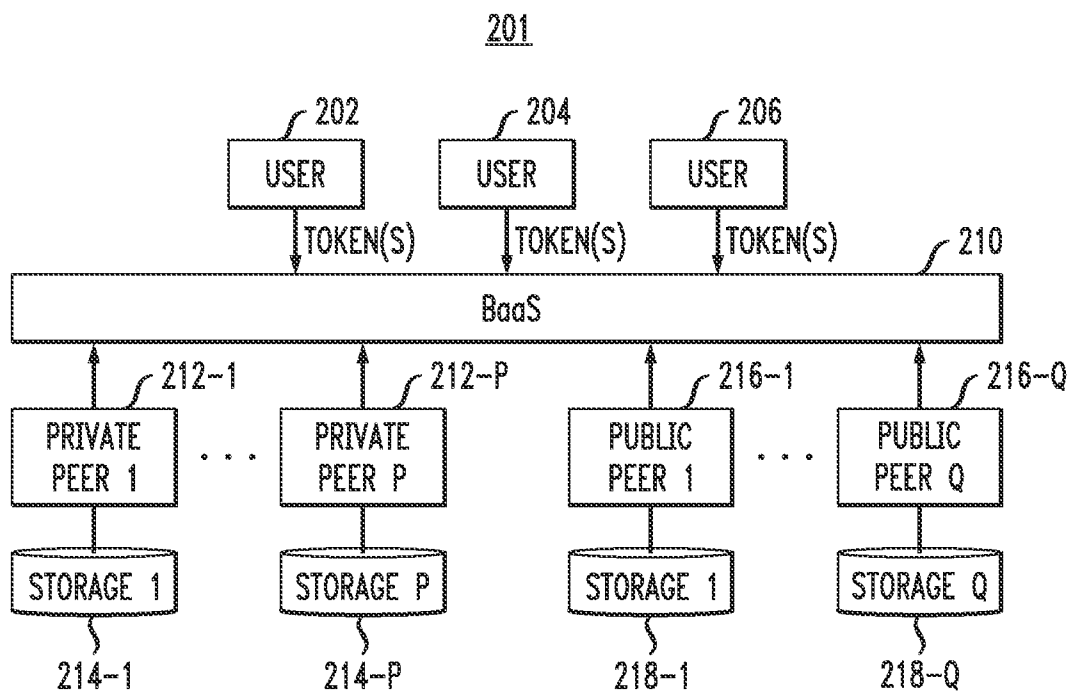 201
202 204 206
USER USER USER
TOKEN(S) TOKEN(S) TOKEN(S) 210
BaaS
212-1 212-P 216-1 216-Q
PRIVATE PRIVATE PUBLIC PUBLIC
PEER 1 . . . PEER P PEER 1 . . . PEER Q
STORAGE 1 STORAGE P STORAGE 1 STORAGE Q
214-1 214-P 218-1 218-Q